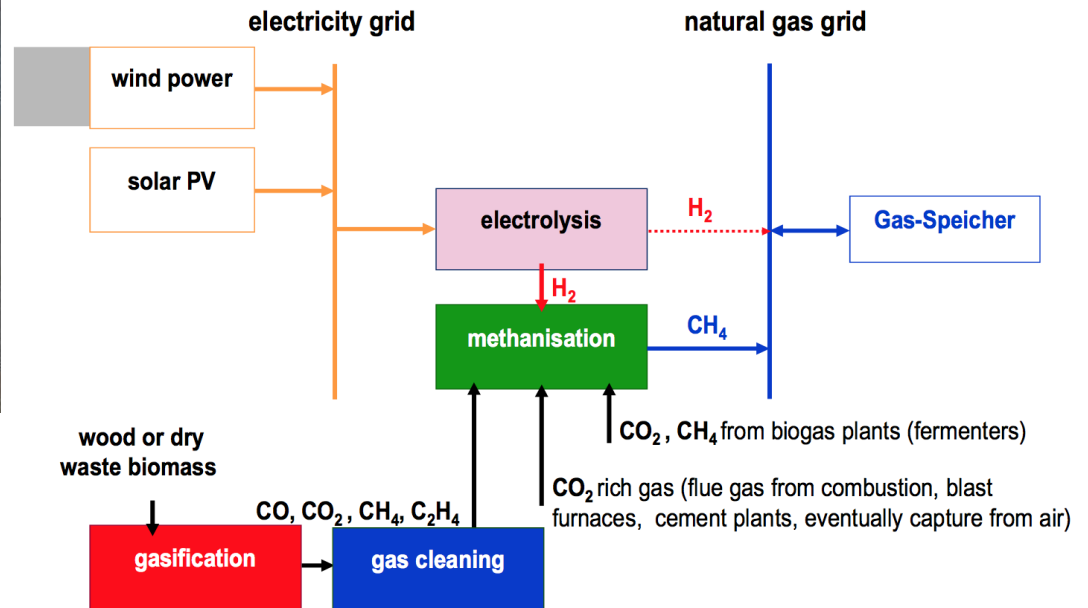 electricity grid
natural gas grid
wind power
solar PV
electrolysis
H₂
Gas-Speicher
H₂
methanisation
CH₄
CO₂ , CH₄ from biogas plants (fermenters)
wood or dry
waste biomass
CO₂ rich gas (flue gas from combustion, blast
furnaces, cement plants, eventually capture from air)
CO, CO₂ , CH₄, C₂H₄
gasification
gas cleaning